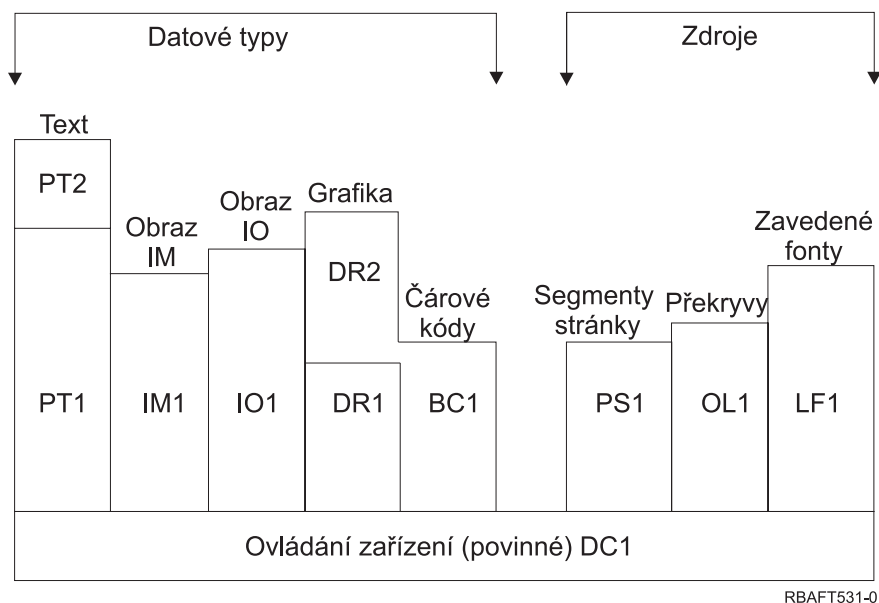 Datové typy
Zdroje
Text
PT2
PT1
Obraz
IM
IM1
Obraz
IO
IO1
Grafika
DR2
DR1
Čárové
kódy
BC1
Segmenty
stránky
PS1
Překryvy
OL1
Zavedené
fonty
LF1
Ovládání zařízení (povinné) DC1
RBAFT531-0